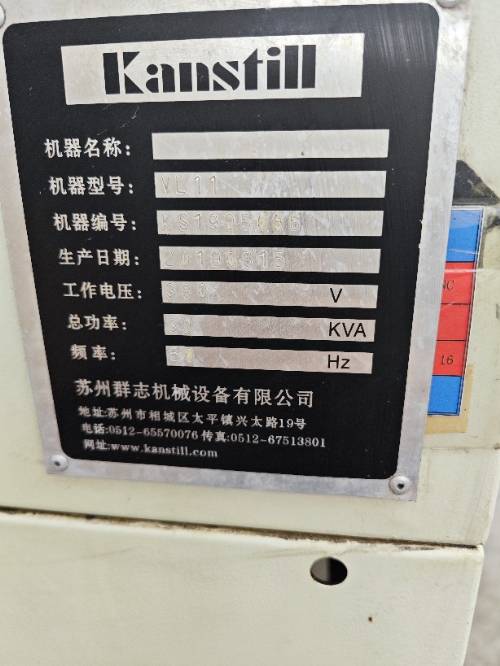 Kanstill
机器名称:
机器型号: VL11
机器编号:
生产日期:
工作电压: V
总功率: KVA
频率: Hz
苏州群志机械设备有限公司
地址:苏州市相城区太平镇兴太路19号
电话:0512-65570076 传真:0512-67513801
网址:www.kanstill.com
16